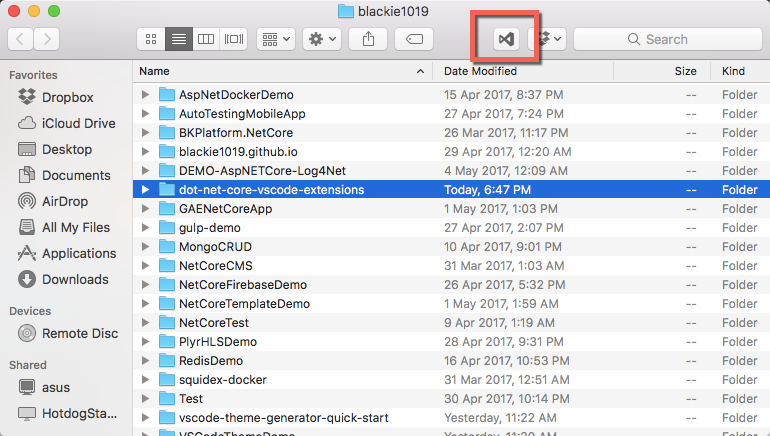 blackie1019
Search
Favorites
Dropbox
iCloud Drive
Desktop
Documents
AirDrop
All My Files
Applications
Downloads
Devices
Remote Disc
Shared
asus
HotdogSta...
Name Date Modified Size Kind
AspNetDockerDemo 15 Apr 2017, 8:37 PM -- Folder
AutoTestingMobileApp 27 Apr 2017, 7:24 PM -- Folder
BKPlatform.NetCore 26 Mar 2017, 11:17 PM -- Folder
blackie1019.github.io 29 Apr 2017, 12:20 AM -- Folder
DEMO-AspNETCore-Log4Net 4 May 2017, 12:09 AM -- Folder
dot-net-core-vscode-extensions Today, 6:47 PM -- Folder
GAENetCoreApp 1 May 2017, 1:03 PM -- Folder
gulp-demo 27 Apr 2017, 2:07 PM -- Folder
MongoCRUD 10 Apr 2017, 9:01 PM -- Folder
NetCoreCMS 31 Mar 2017, 1:03 AM -- Folder
NetCoreFirebaseDemo 26 Apr 2017, 5:32 PM -- Folder
NetCoreTemplateDemo 1 May 2017, 1:59 AM -- Folder
NetCoreTest 9 Apr 2017, 1:19 AM -- Folder
PlyrHLSDemo 28 Apr 2017, 9:31 PM -- Folder
RedisDemo 16 Apr 2017, 10:53 PM -- Folder
squidex-docker 31 Mar 2017, 12:51 AM -- Folder
Test 30 Apr 2017, 10:14 PM -- Folder
vscode-theme-generator-quick-start Yesterday, 11:22 AM -- Folder
VSCodeThemeDemo Yesterday, 11:30 AM -- Folder